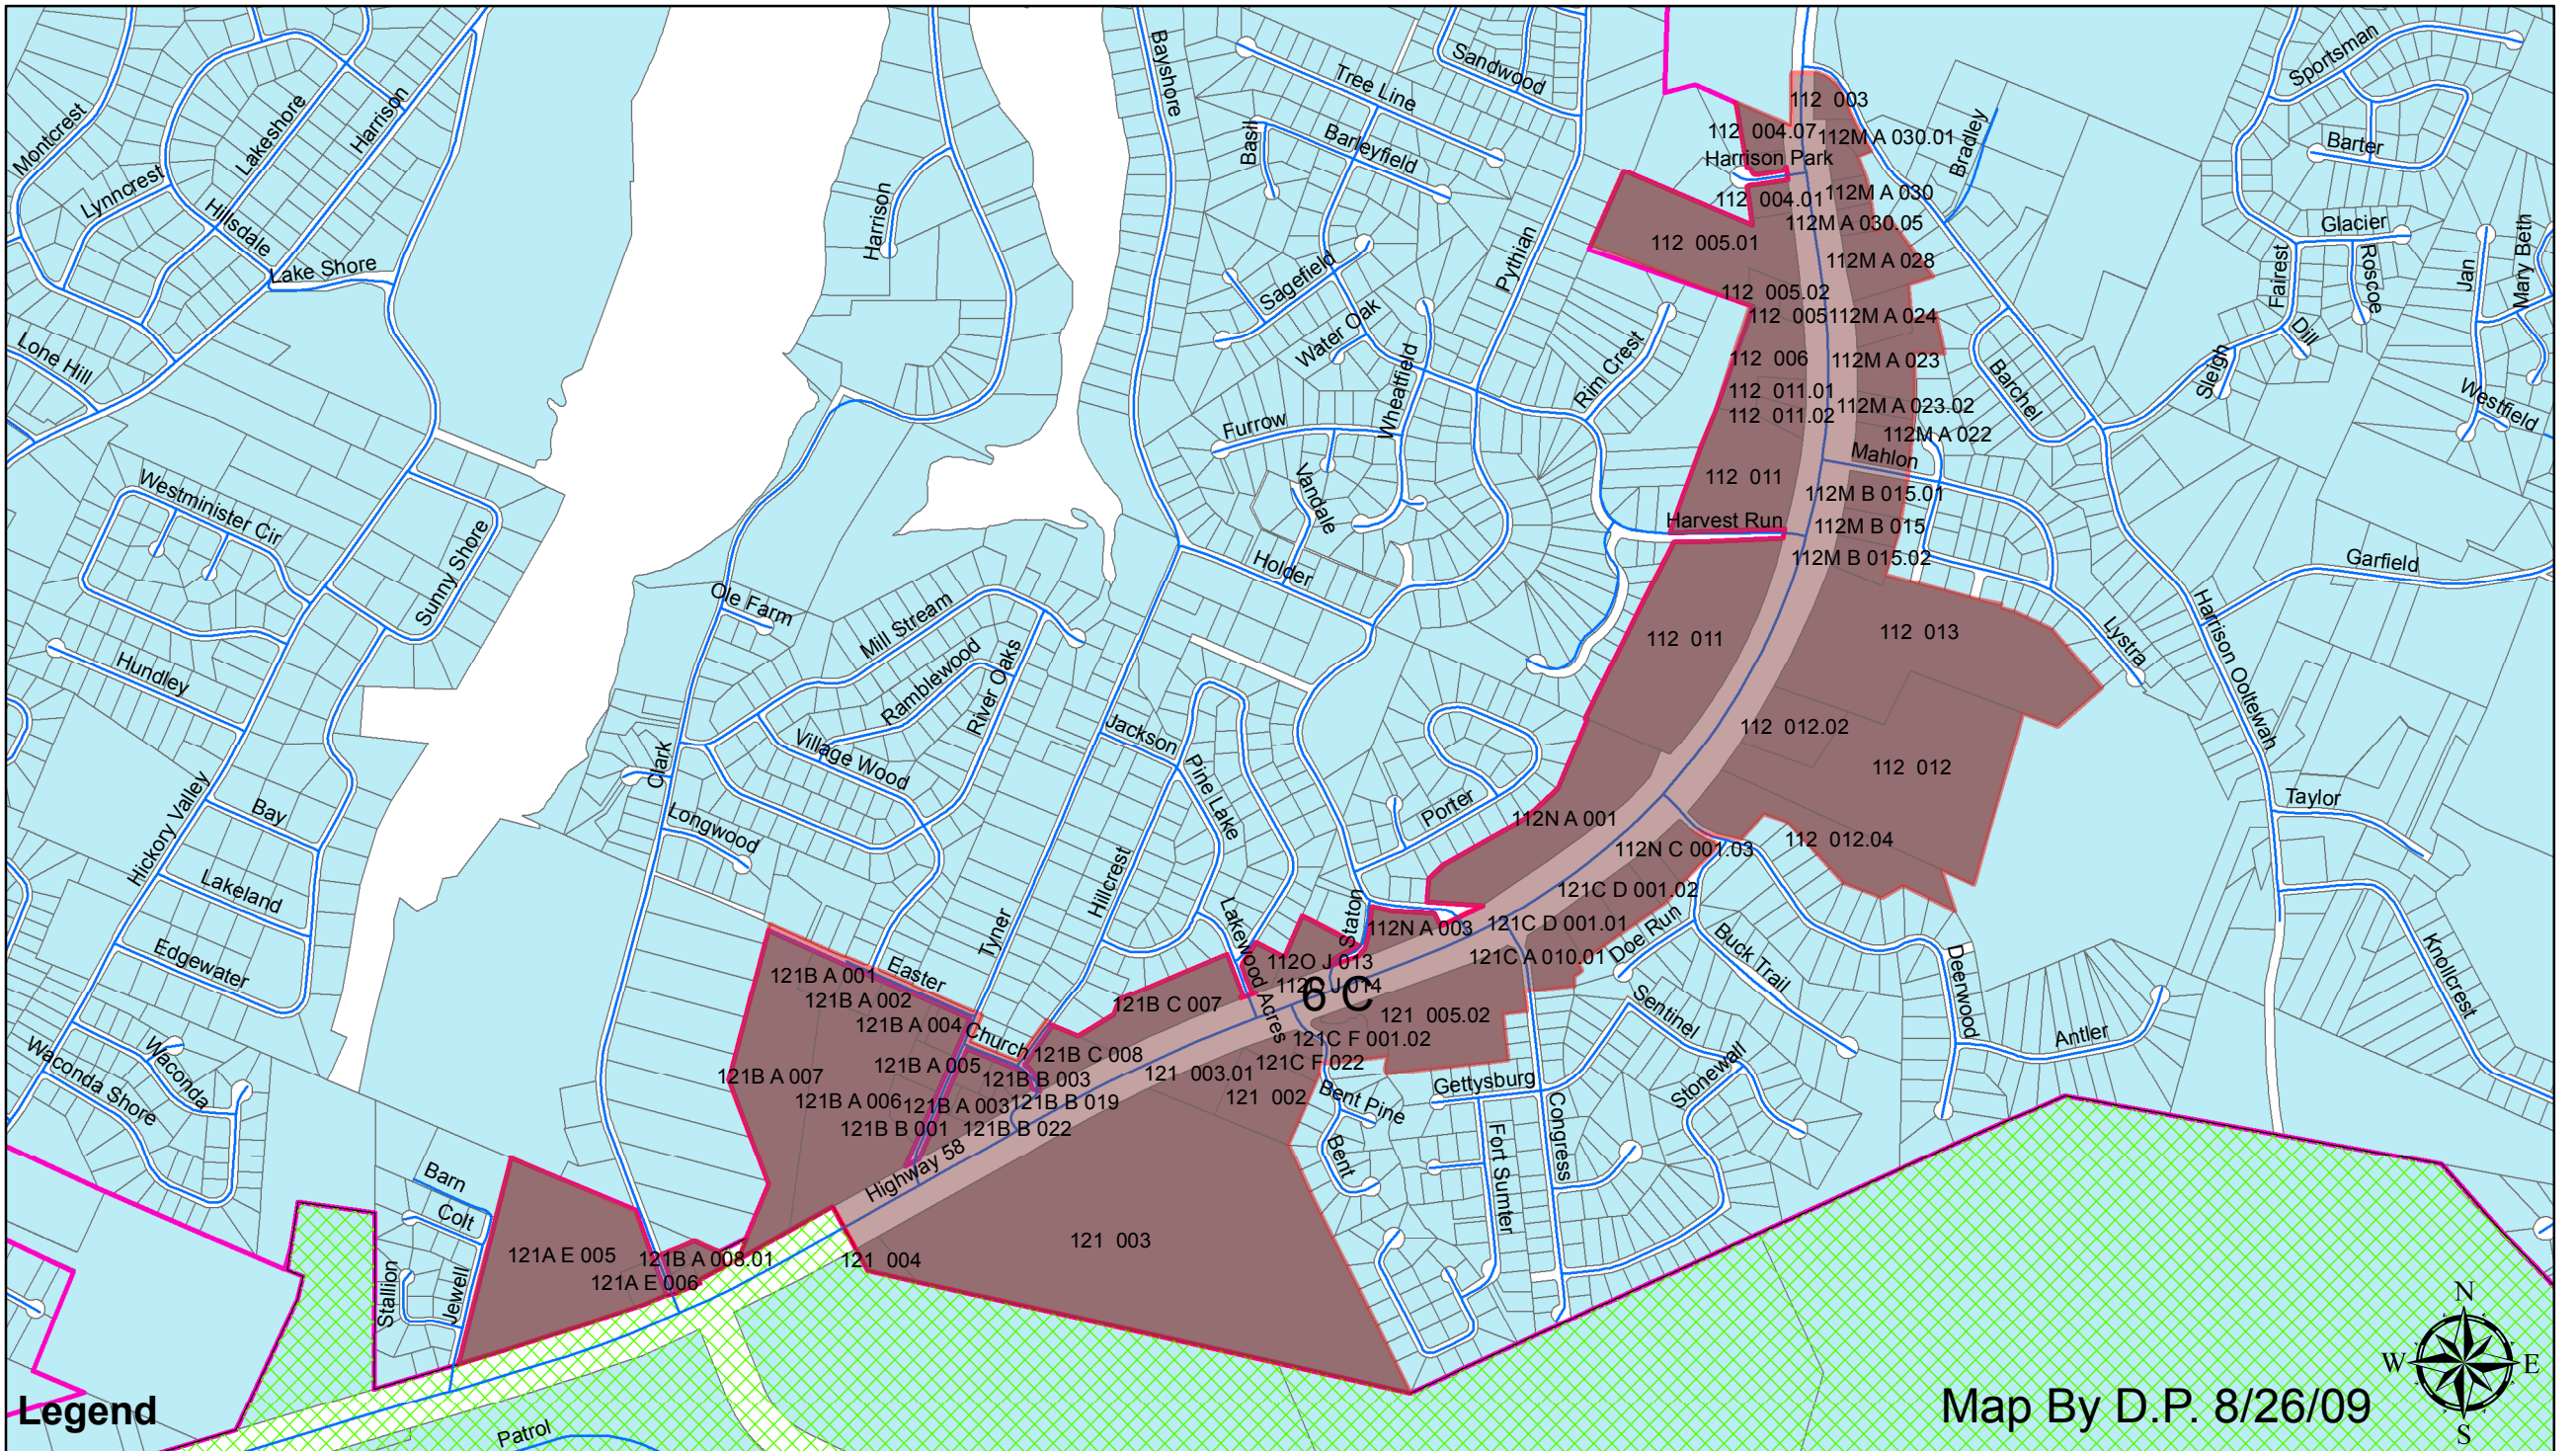 Montcrest
Lynncrest
Lakeshore
Harrison
Hillsdale
Lake Shore
Lone Hill
Harrison
Bayshore
Tree Line
Sandwood
Basil
Barleyfield
Sagefield
Water Oak
Pythian
Wheatfield
Rim Crest
Furrow
Vandale
Holder
112 003
112 004.07
112M A 030.01
Harrison Park
112 004.01
112M A 030
112M A 030.05
112 005.01
112M A 028
112 005.02
112 005
112M A 024
112 006
112M A 023
112 011.01
112 011.02
112M A 023.02
112M A 022
Mahlon
112 011
112M B 015.01
Harvest Run
112M B 015
112M B 015.02
Bradley
Sportsman
Barter
Glacier
Fairest
Roscoe
Dill
Sleigh
Jan
Mary Beth
Westfield
Barchel
Garfield
Harrison Ooltewah
Lystra
Taylor
Knollcrest
Westminister Cir
Sunny Shore
Hundley
Hickory Valley
Bay
Lakeland
Edgewater
Waconda
Waconda Shore
Ole Farm
Mill Stream
Ramblewood
River Oaks
Village Wood
Clark
Longwood
Jackson
Pine Lake
Hillcrest
Tyner
Lakewood Acres
Easter
Church
Staton
Porter
112 011
112 013
112 012.02
112 012
112 012.04
112N A 001
112N C 001.03
121C D 001.02
121C D 001.01
112N A 003
121C A 010.01
112O J 013
6 C
121 005.02
121C F 001.02
121C F 022
121 003.01
121 002
121B C 007
121B C 008
121B A 001
121B A 002
121B A 004
121B A 005
121B B 003
121B A 007
121B A 006
121B A 003
121B B 019
121B B 001
121B B 022
Highway 58
121 003
121 004
121A E 005
121B A 008.01
121A E 006
Doe Run
Buck Trail
Sentinel
Stonewall
Deerwood
Antler
Gettysburg
Bent Pine
Bent
Fort Sumter
Congress
Barn
Colt
Stallion
Jewell
Patrol
Legend
Map By D.P. 8/26/09
N
W
E
S